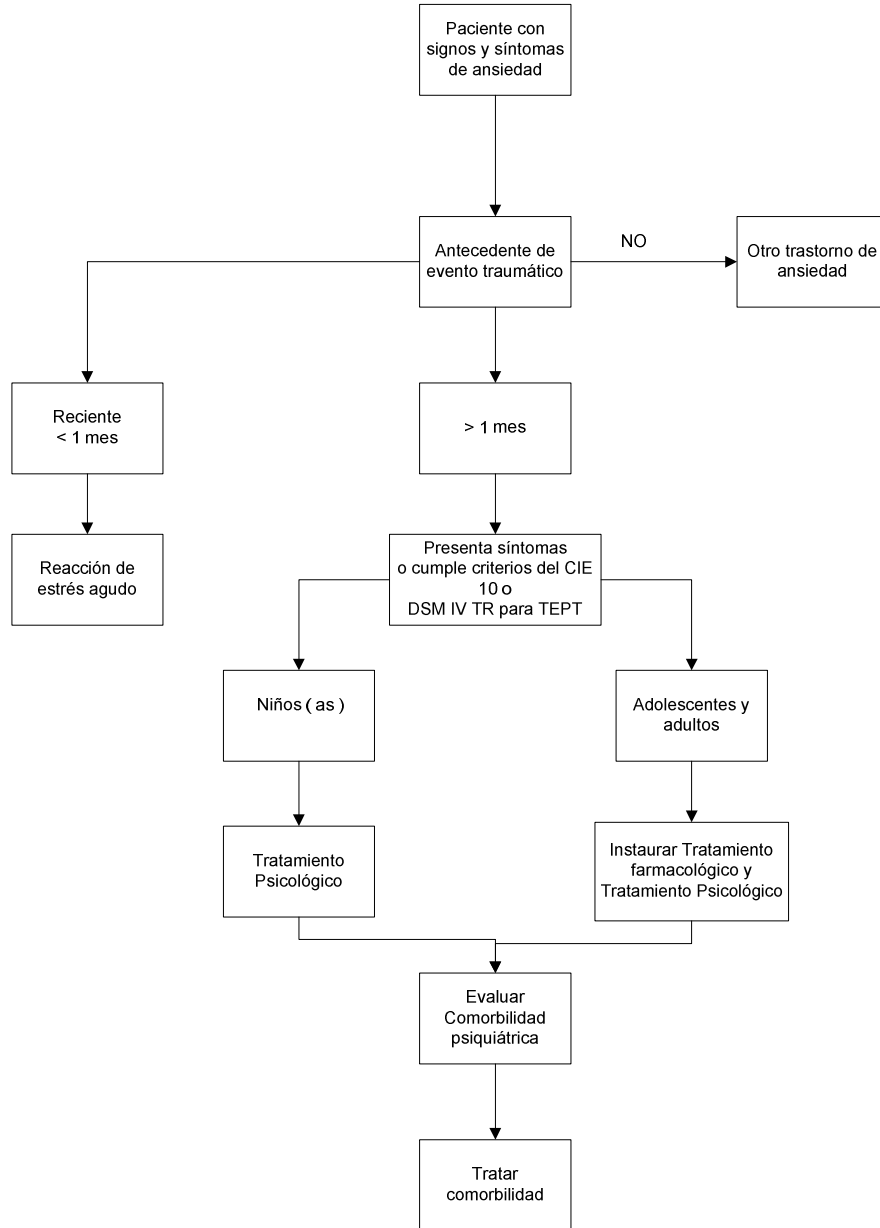 Paciente con
signos y síntomas
de ansiedad
Antecedente de
evento traumático
NO
Otro trastorno de
ansiedad
Reciente
< 1 mes
> 1 mes
Reacción de
estrés agudo
Presenta síntomas
o cumple criterios del CIE
10 o
DSM IV TR para TEPT
Niños ( as )
Adolescentes y
adultos
Tratamiento
Psicológico
Instaurar Tratamiento
farmacológico y
Tratamiento Psicológico
Evaluar
Comorbilidad
psiquiátrica
Tratar
comorbilidad